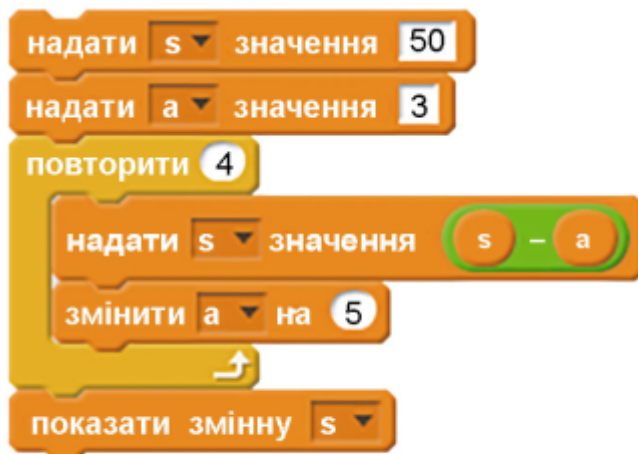 надати s значення 50
надати a значення 3
повторити 4
надати s значення s – a
змінити a на 5
показати змінну s